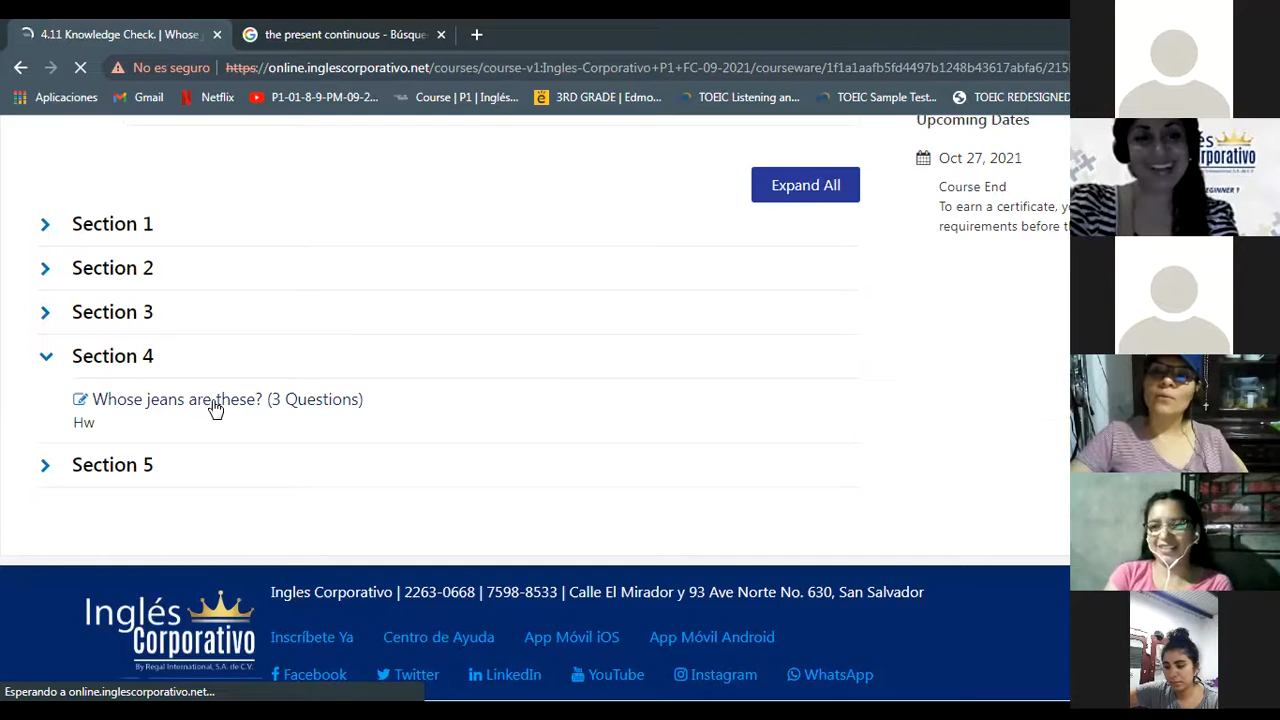 4.11 Knowledge Check. | Whose
the present continuous - Búsque
No es seguro
https://online.inglescorporativo.net/courses/course-v1:Ingles-Corporativo+P1+FC-09-2021/courseware/1f1a1aafb5fd4497b1248b43617abfa6/215
Aplicaciones
Gmail
Netflix
P1-01-8-9-PM-09-2...
Course | P1 | Inglés...
3RD GRADE | Edmo...
TOEIC Listening an...
TOEIC Sample Test...
TOEIC REDESIGNED
Upcoming Dates
Oct 27, 2021
Course End
To earn a certificate, y
requirements before th
Expand All
Section 1
Section 2
Section 3
Section 4
Whose jeans are these? (3 Questions)
Hw
Section 5
Inglés
Corporativo
By Regal International, S.A. de C.V.
Ingles Corporativo | 2263-0668 | 7598-8533 | Calle El Mirador y 93 Ave Norte No. 630, San Salvador
Inscríbete Ya
Centro de Ayuda
App Móvil iOS
App Móvil Android
Facebook
Twitter
LinkedIn
YouTube
Instagram
WhatsApp
Esperando a online.inglescorporativo.net...